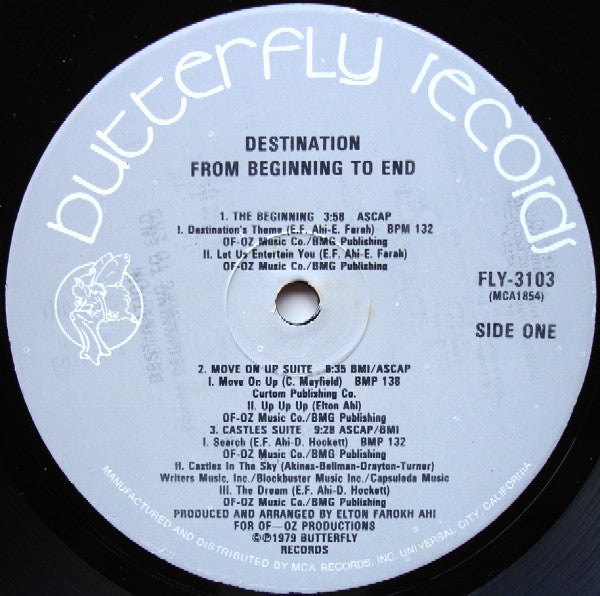 butterfly records
DESTINATION
FROM BEGINNING TO END
1. THE BEGINNING 3:58 ASCAP
I. Destination's Theme (E.F. Ahi-E. Farah) BPM 132
OF-OZ Music Co./BMG Publishing
II. Let Us Entertain You (E.F. Ahi-E. Farah)
OF-OZ Music Co./BMG Publishing
FLY-3103
(MCA1854)
SIDE ONE
2. MOVE ON UP SUITE 8:35 BMI/ASCAP
I. Move On Up (C. Mayfield) BMP 138
Curtom Publishing Co.
II. Up Up Up (Elton Ahi)
OF-OZ Music Co./BMG Publishing
3. CASTLES SUITE 9:28 ASCAP/BMI
I. Search (E.F. Ahi-D. Hockett) BMP 132
OF-OZ Music Co./BMG Publishing
II. Castles In The Sky (Akines-Bellman-Drayton-Turner)
Writers Music, Inc./Blockbuster Music Inc./Capsuleda Music
III. The Dream (E.F. Ahi-D. Hockett)
OF-OZ Music Co./BMG Publishing
PRODUCED AND ARRANGED BY ELTON FAROKH AHI
FOR OF—OZ PRODUCTIONS
©℗1979 BUTTERFLY
RECORDS
MANUFACTURED AND DISTRIBUTED BY MCA RECORDS, INC. UNIVERSAL CITY, CALIFORNIA
DESTINATION
BEGINNING TO END